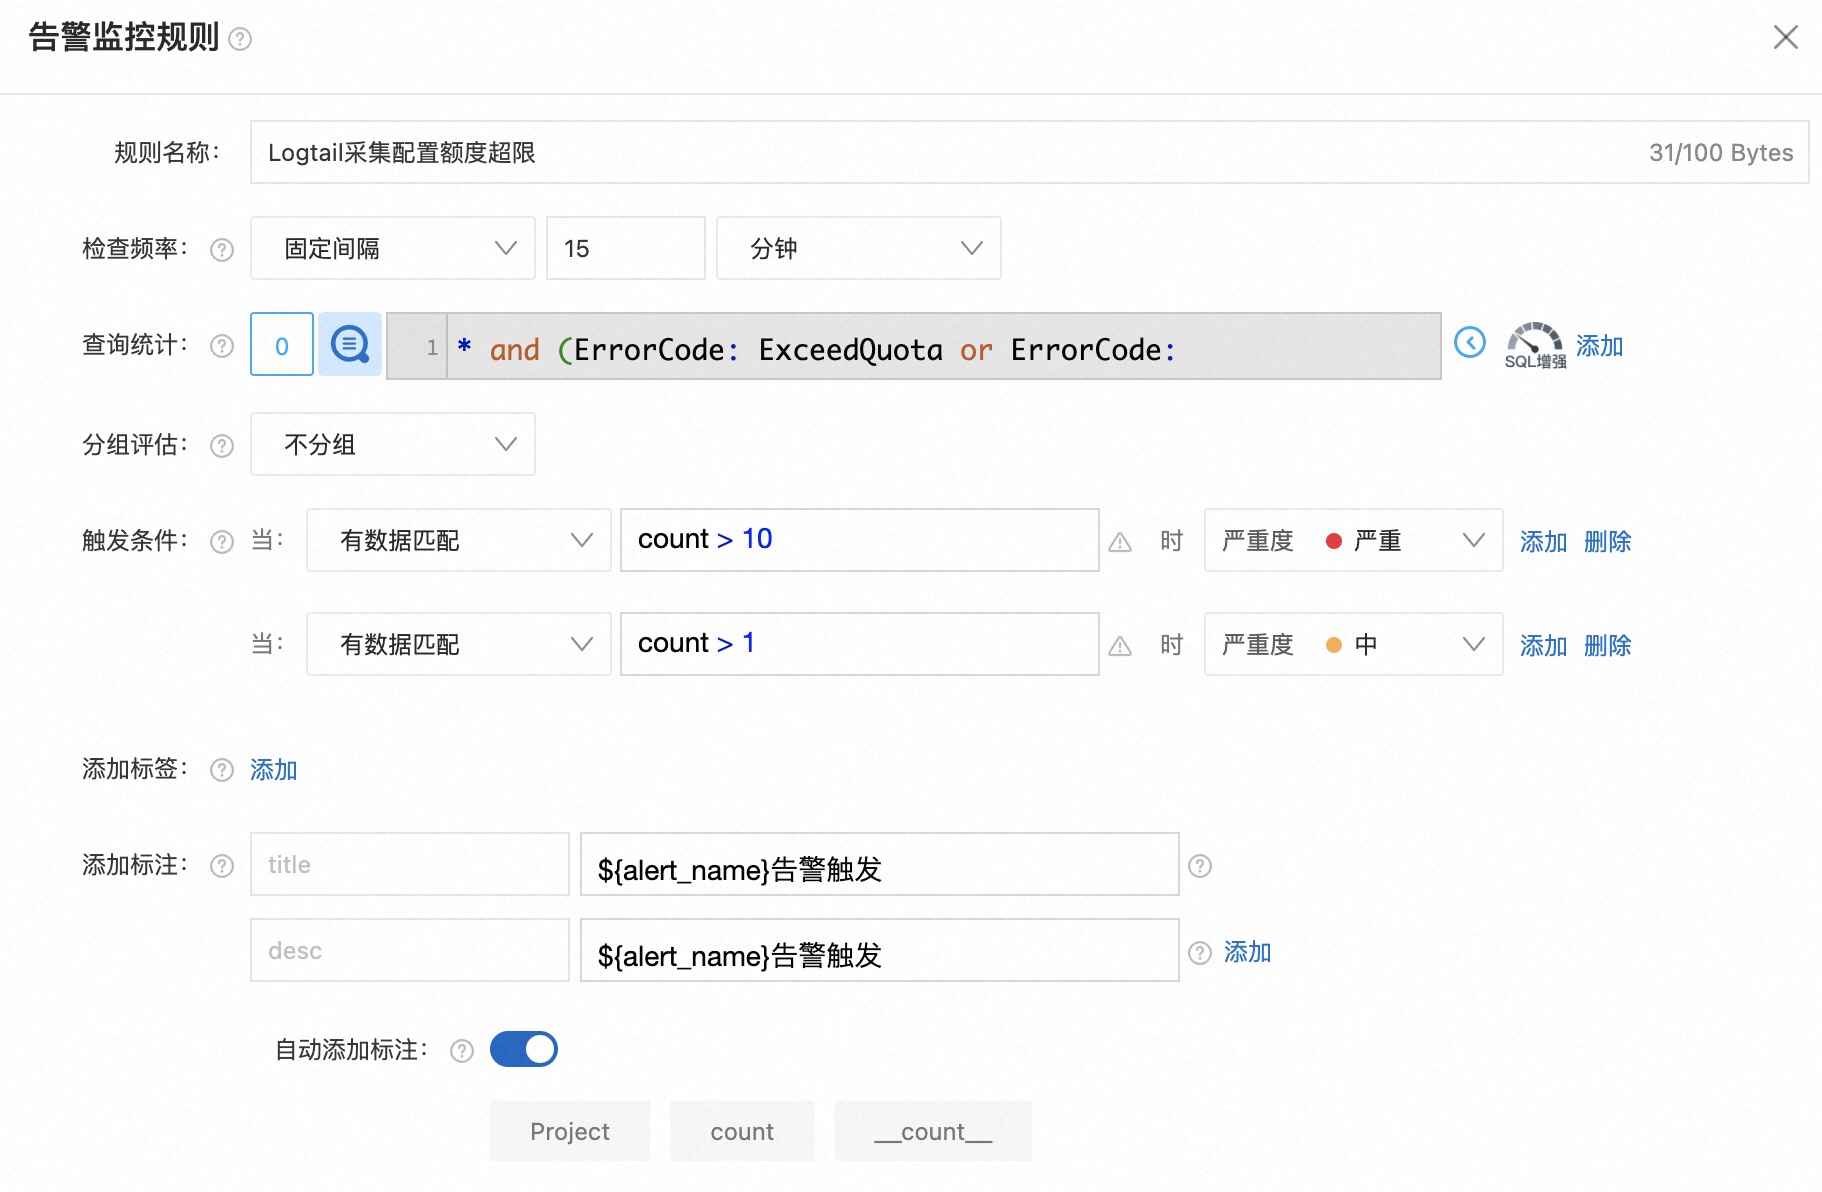 告警监控规则
规则名称： Logtail采集配置额度超限 31/100 Bytes
检查频率： 固定间隔 15 分钟
查询统计： 0 1 * and (ErrorCode: ExceedQuota or ErrorCode: SQL增强 添加
分组评估： 不分组
触发条件： 当： 有数据匹配 count > 10 时 严重度 严重 添加 删除
当： 有数据匹配 count > 1 时 严重度 中 添加 删除
添加标签： 添加
添加标注： title ${alert_name}告警触发
desc ${alert_name}告警触发 添加
自动添加标注：
Project count __count__